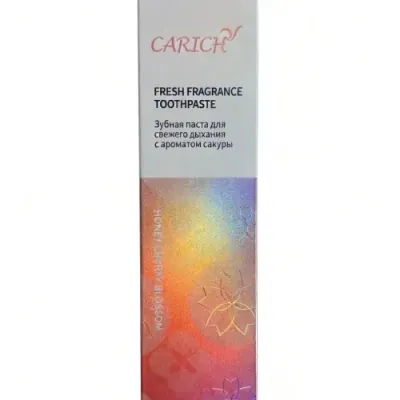 CARICH
FRESH FRAGRANCE
TOOTHPASTE
Зубная паста для
свежего дыхания
с ароматом сакуры
HONEY CHERRY BLOSSOM